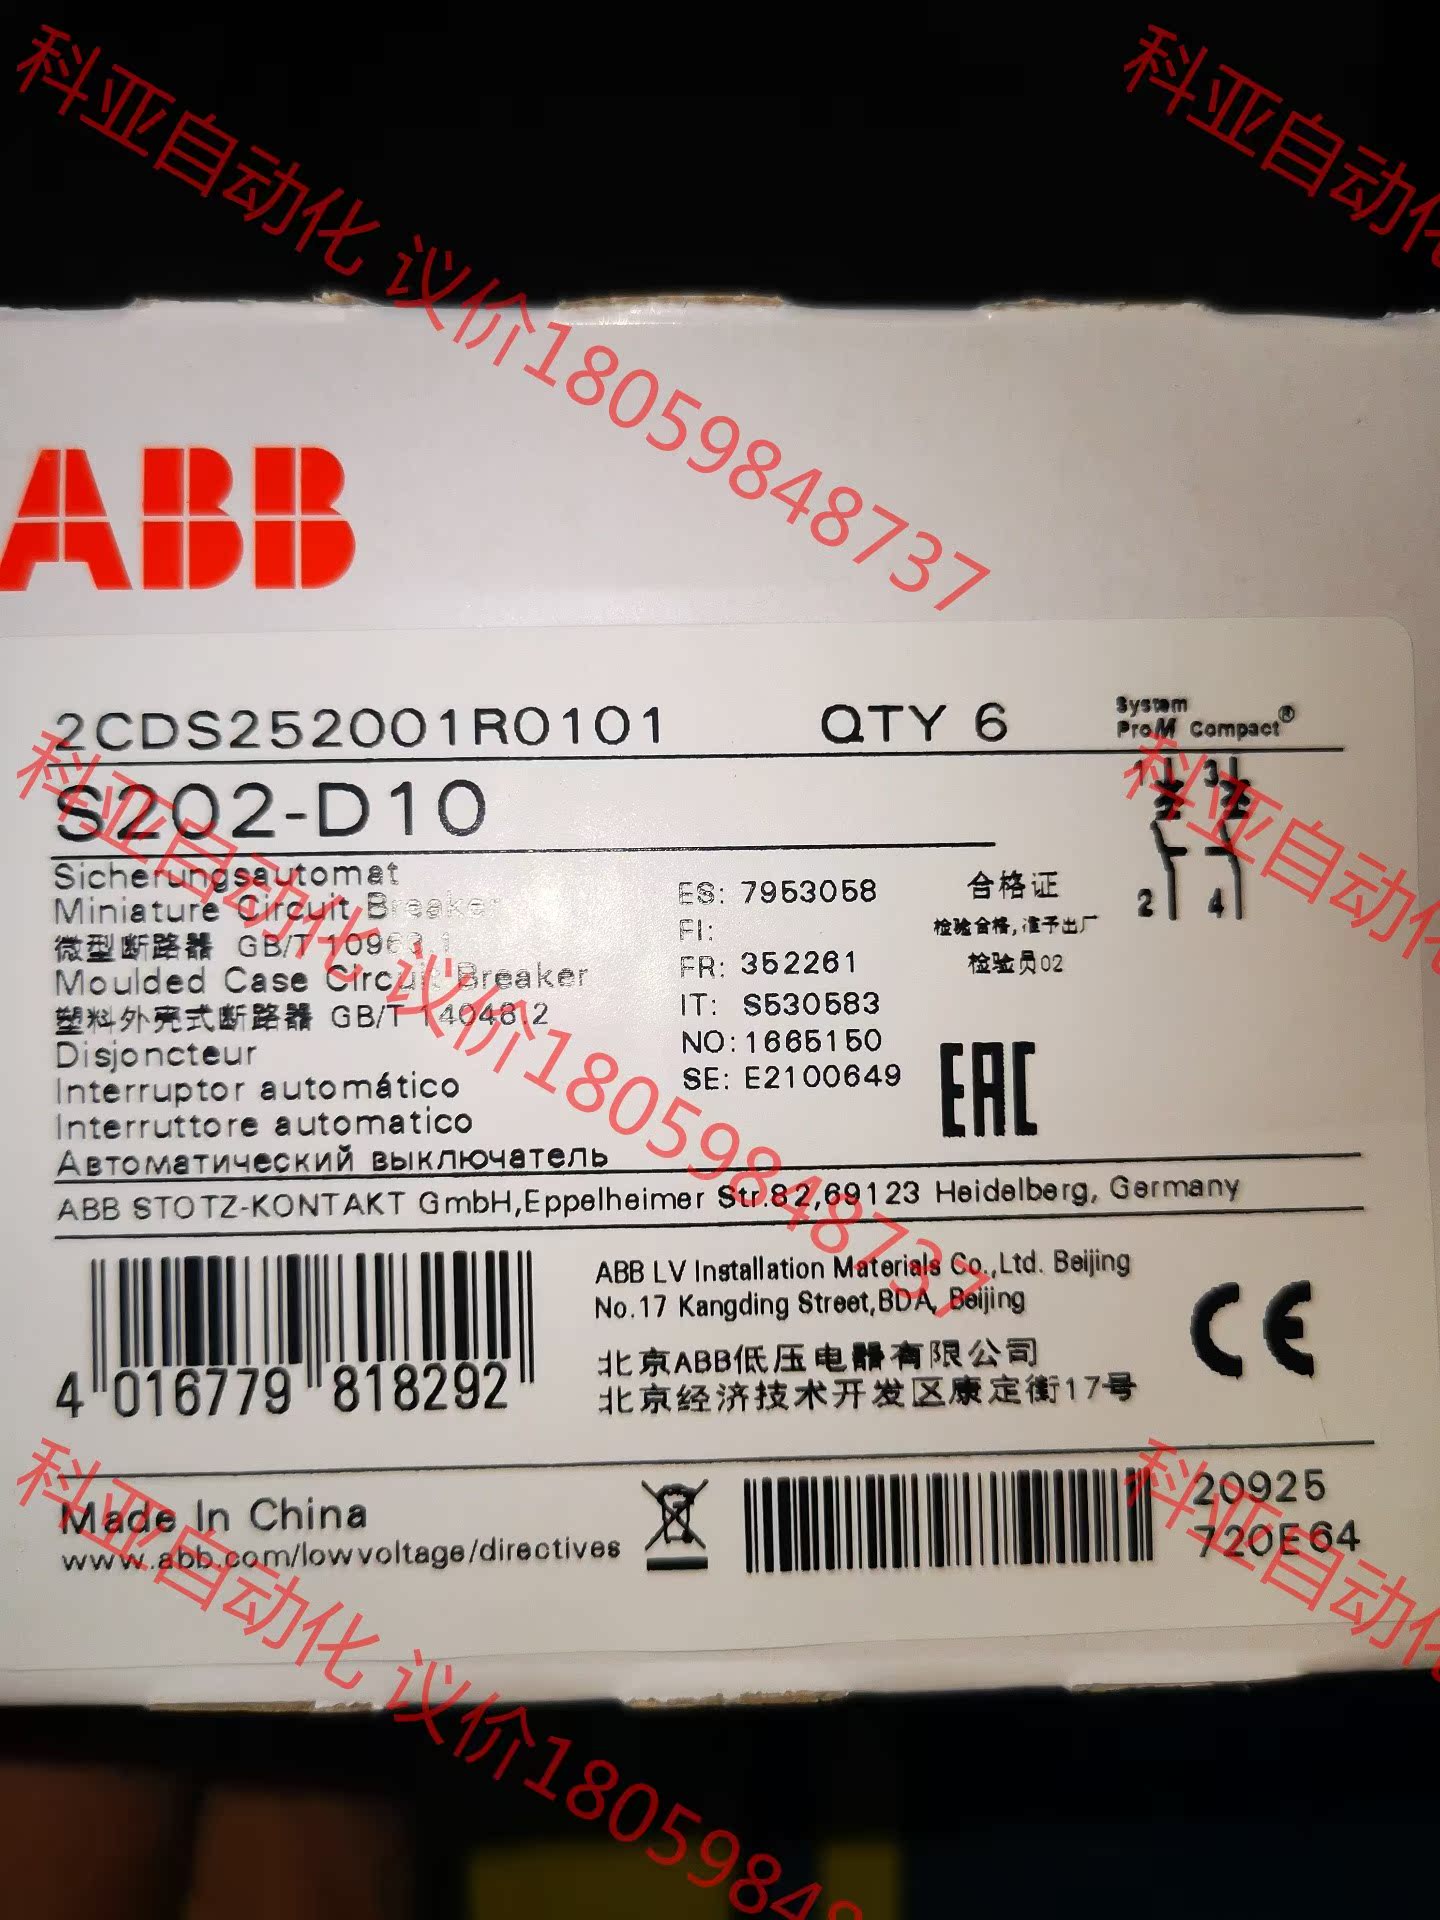 科亚自动化 议价18059848737
科亚自动化
ABB
2CDS252001R0101 QTY 6
System
Pro M Compact®
S202-D10
1 3
2 4
Sicherungsautomat
Miniature Circuit Breaker
微型断路器 GB/T 10963.1
Moulded Case Circuit Breaker
塑料外壳式断路器 GB/T 14048.2
Disjoncteur
Interruptor automático
Interruttore automatico
Автоматический выключатель
ES: 7953058
FI:
FR: 352261
IT: S530583
NO: 1665150
SE: E2100649
合格证
检验合格,准予出厂
检验员02
EAC
科亚自动化 议价18059848737
科亚自动化
ABB STOTZ-KONTAKT GmbH,Eppelheimer Str.82,69123 Heidelberg, Germany
4 016779 818292
ABB LV Installation Materials Co.,Ltd. Beijing
No.17 Kangding Street,BDA, Beijing
北京ABB低压电器有限公司
北京经济技术开发区康定街17号
CE
Made In China
www.abb.com/lowvoltage/directives
20925
720E64
科亚自动化 议价1805984
科亚自动化